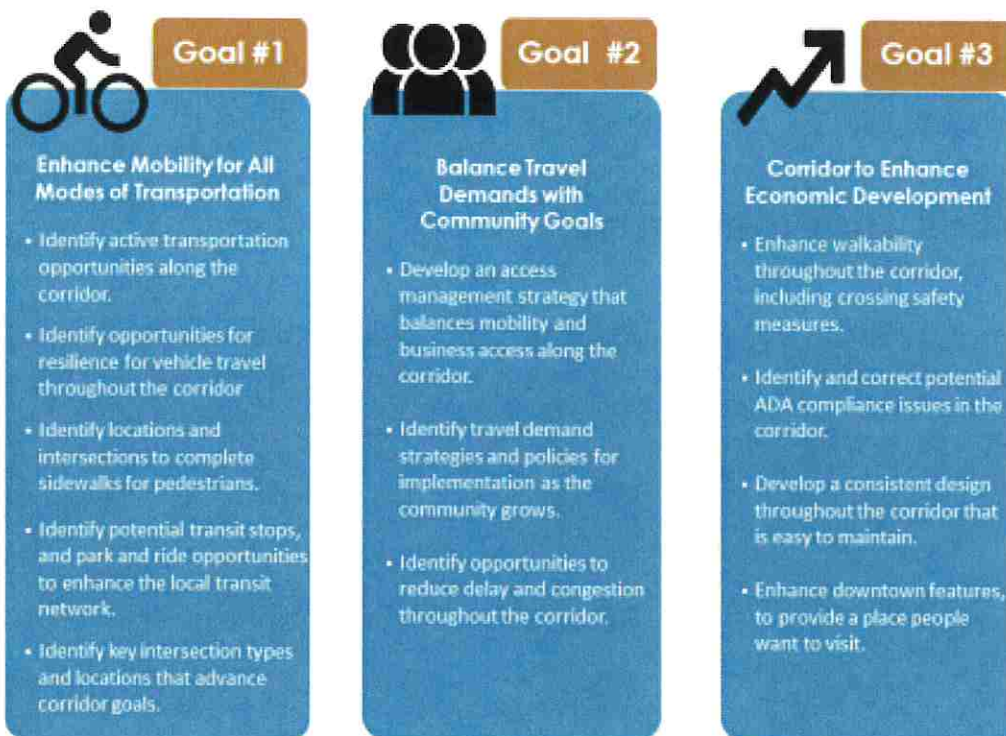 Goal #1
Enhance Mobility for All
Modes of Transportation
• Identify active transportation
opportunities along the
corridor.
• Identify opportunities for
resilience for vehicle travel
throughout the corridor
• Identify locations and
intersections to complete
sidewalks for pedestrians.
• Identify potential transit stops,
and park and ride opportunities
to enhance the local transit
network.
• Identify key intersection types
and locations that advance
corridor goals.
Goal #2
Balance Travel
Demands with
Community Goals
• Develop an access
management strategy that
balances mobility and
business access along the
corridor.
• Identify travel demand
strategies and policies for
implementation as the
community grows.
• Identify opportunities to
reduce delay and congestion
throughout the corridor.
Goal #3
Corridor to Enhance
Economic Development
• Enhance walkability
throughout the corridor,
including crossing safety
measures.
• Identify and correct potential
ADA compliance issues in the
corridor.
• Develop a consistent design
throughout the corridor that
is easy to maintain.
• Enhance downtown features,
to provide a place people
want to visit.